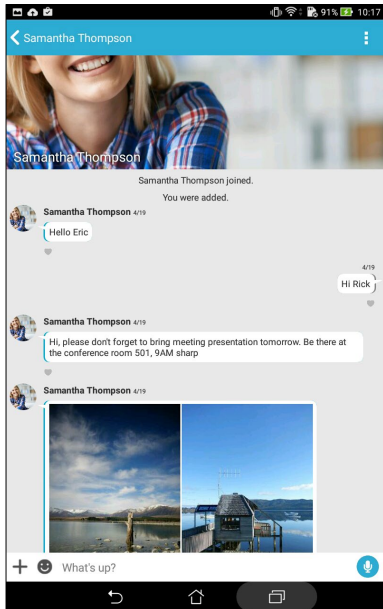 91% 10:17
Samantha Thompson
Samantha Thompson
Samantha Thompson joined.
You were added.
Samantha Thompson 4/19
Hello Eric
4/19
Hi Rick
Samantha Thompson 4/19
Hi, please don't forget to bring meeting presentation tomorrow. Be there at
the conference room 501, 9AM sharp
Samantha Thompson 4/19
What's up?